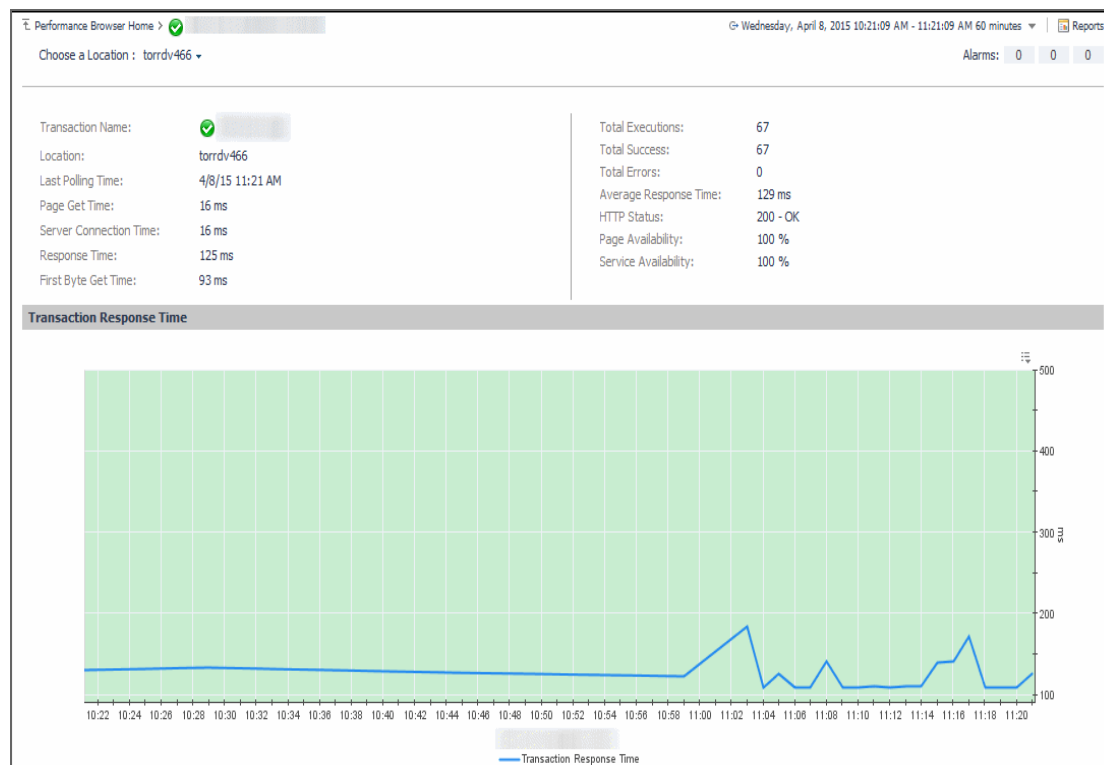 Performance Browser Home >
Wednesday, April 8, 2015 10:21:09 AM - 11:21:09 AM 60 minutes
Reports
Choose a Location : torrdv466
Alarms: 0 0 0
Transaction Name:
Location: torrdv466
Last Polling Time: 4/8/15 11:21 AM
Page Get Time: 16 ms
Server Connection Time: 16 ms
Response Time: 125 ms
First Byte Get Time: 93 ms
Total Executions: 67
Total Success: 67
Total Errors: 0
Average Response Time: 129 ms
HTTP Status: 200 - OK
Page Availability: 100 %
Service Availability: 100 %
Transaction Response Time
500
400
300
ms
200
100
10:22 10:24 10:26 10:28 10:30 10:32 10:34 10:36 10:38 10:40 10:42 10:44 10:46 10:48 10:50 10:52 10:54 10:56 10:58 11:00 11:02 11:04 11:06 11:08 11:10 11:12 11:14 11:16 11:18 11:20
Transaction Response Time